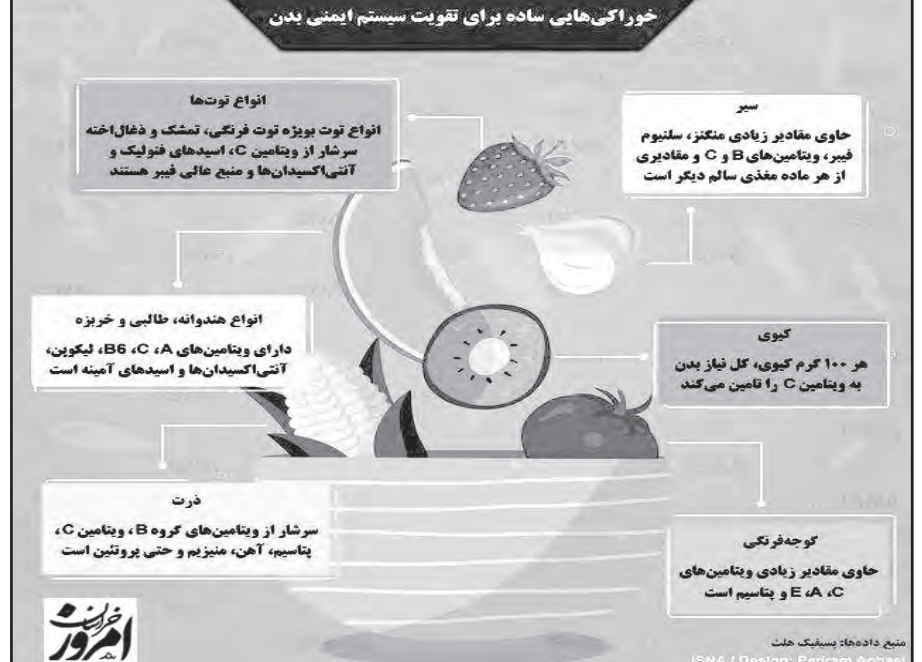 خوراکی‌هایی ساده برای تقویت سیستم ایمنی بدن
سیر
حاوی مقادیر زیادی منگنز، سلنیوم
فیبر، ویتامین‌های B و C و مقادیری
از هر ماده مغذی سالم دیگر است
انواع توت‌ها
انواع توت بویژه توت فرنگی، تمشک و ذغال‌اخته
سرشار از ویتامین C، اسیدهای فنولیک و
آنتی‌اکسیدان‌ها و منبع عالی فیبر هستند
انواع هندوانه، طالبی و خربزه
دارای ویتامین‌های B6 ،C ،A، لیکوپن،
آنتی‌اکسیدان‌ها و اسیدهای آمینه است
کیوی
هر ۱۰۰ گرم کیوی، کل نیاز بدن
به ویتامین C را تامین می‌کند
ذرت
سرشار از ویتامین‌های گروه B، ویتامین C،
پتاسیم، آهن، منیزیم و حتی پروتئین است
گوجه‌فرنگی
حاوی مقادیر زیادی ویتامین‌های
E ،A ،C و پتاسیم است
خراسان
امروز
منبع داده‌ها: پسیفیک هلث
ISNA / Design: Pedram Aghaei